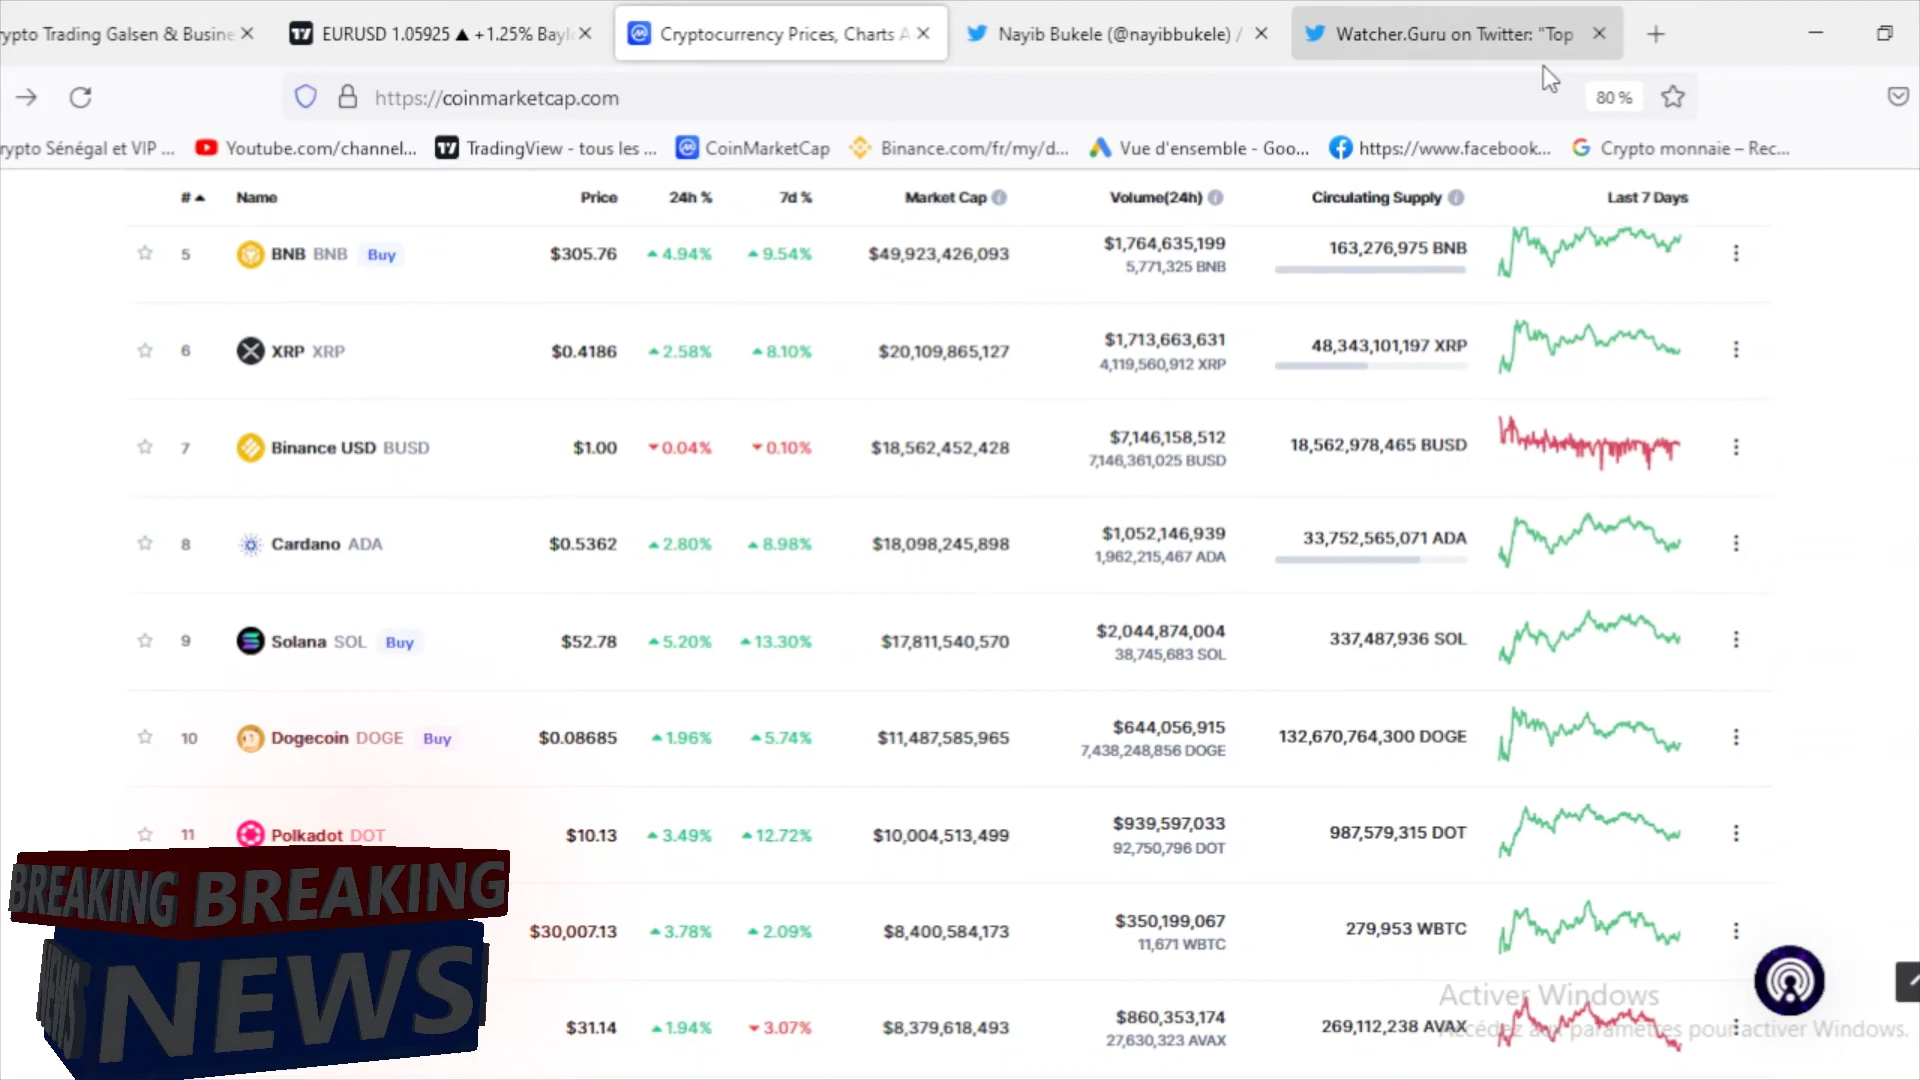 rypto Trading Galsen & Busine
EURUSD 1.05925 ▲ +1.25% Bayl
Cryptocurrency Prices, Charts A
Nayib Bukele (@nayibbukele) /
Watcher.Guru on Twitter: "Top
https://coinmarketcap.com
80 %
rypto Sénégal et VIP ...
Youtube.com/channel...
TradingView - tous les ...
CoinMarketCap
Binance.com/fr/my/d...
Vue d'ensemble - Goo...
https://www.facebook...
Crypto monnaie – Rec...
# Name Price 24h % 7d % Market Cap Volume(24h) Circulating Supply Last 7 Days
5 BNB BNB Buy $305.76 4.94% 9.54% $49,923,426,093 $1,764,635,199 163,276,975 BNB
5,771,325 BNB
6 XRP XRP $0.4186 2.58% 8.10% $20,109,865,127 $1,713,663,631 48,343,101,197 XRP
4,119,560,912 XRP
7 Binance USD BUSD $1.00 0.04% 0.10% $18,562,452,428 $7,146,158,512 18,562,978,465 BUSD
7,146,361,025 BUSD
8 Cardano ADA $0.5362 2.80% 8.98% $18,098,245,898 $1,052,146,939 33,752,565,071 ADA
1,962,215,467 ADA
9 Solana SOL Buy $52.78 5.20% 13.30% $17,811,540,570 $2,044,874,004 337,487,936 SOL
38,745,683 SOL
10 Dogecoin DOGE Buy $0.08685 1.96% 5.74% $11,487,585,965 $644,056,915 132,670,764,300 DOGE
7,438,248,856 DOGE
11 Polkadot DOT $10.13 3.49% 12.72% $10,004,513,499 $939,597,033 987,579,315 DOT
92,750,796 DOT
$30,007.13 3.78% 2.09% $8,400,584,173 $350,199,067 279,953 WBTC
11,671 WBTC
$31.14 1.94% 3.07% $8,379,618,493 $860,353,174 269,112,238 AVAX
27,630,323 AVAX
BREAKING BREAKING
NEWS NEWS
Activer Windows
Accédez aux paramètres pour activer Windows.